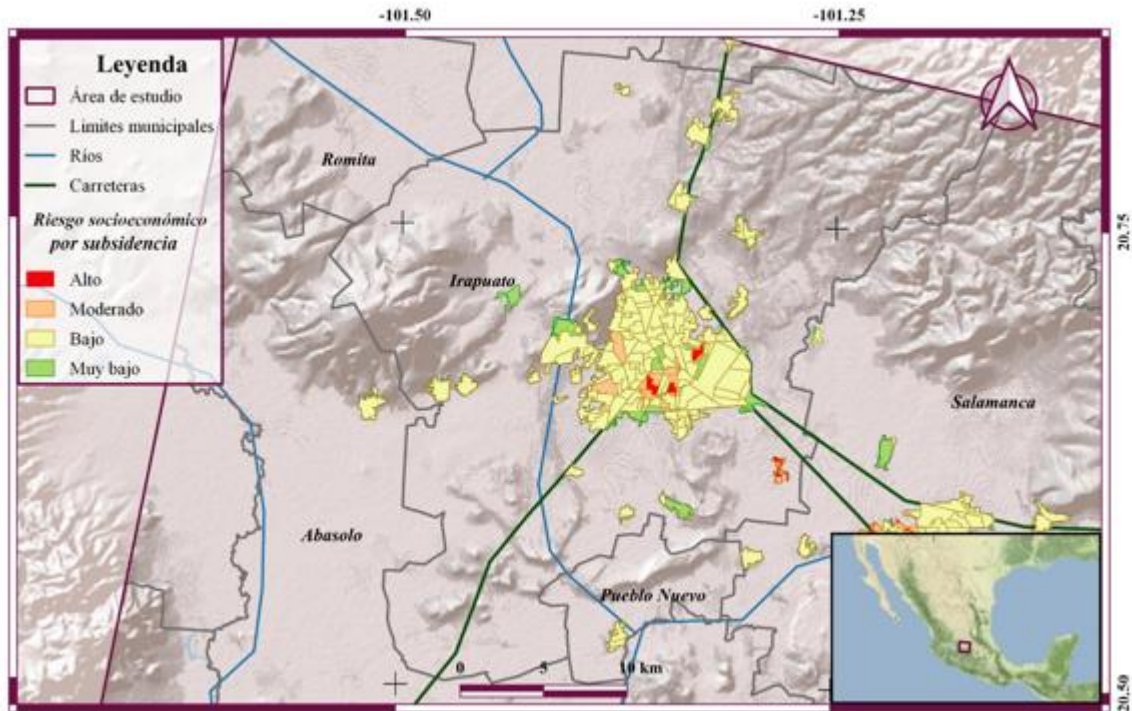 -101.50
-101.25
Leyenda
Área de estudio
Limites municipales
Ríos
Carreteras
Riesgo socioeconómico
por subsidencia
Alto
Moderado
Bajo
Muy bajo
Romita
Irapuato
Salamanca
Abasolo
Pueblo Nuevo
20.75
20.50
0 5 10 km